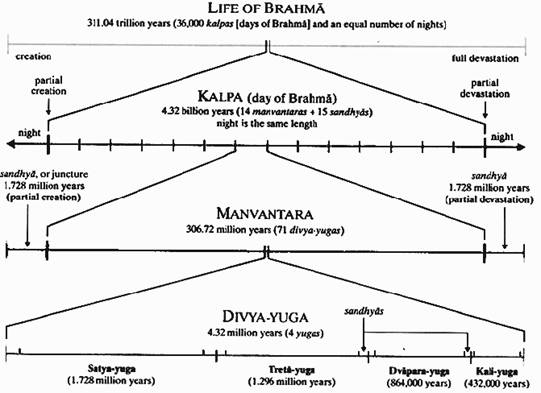 LIFE OF BRAHMĀ
311.04 trillion years (36,000 kalpas [days of Brahmā] and an equal number of nights)
creation
full devastation
partial
creation
partial
devastation
KALPA (day of Brahmā)
4.32 billion years (14 manvantaras + 15 sandhyās)
night is the same length
night
night
sandhyā, or juncture
1.728 million years
(partial creation)
sandhyā
1.728 million years
(partial devastation)
MANVANTARA
306.72 million years (71 divya-yugas)
DIVYA-YUGA
4.32 million years (4 yugas)
sandhyās
Satya-yuga
(1.728 million years)
Tretā-yuga
(1.296 million years)
Dvāpara-yuga
(864,000 years)
Kali-yuga
(432,000 years)